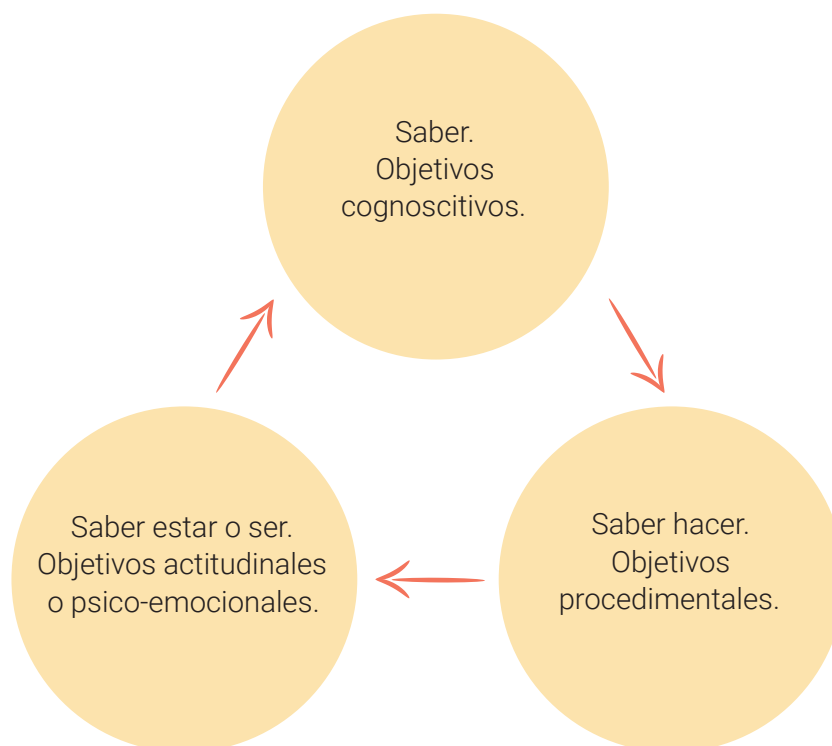 Saber.
Objetivos
cognoscitivos.
Saber estar o ser.
Objetivos actitudinales
o psico-emocionales.
Saber hacer.
Objetivos
procedimentales.